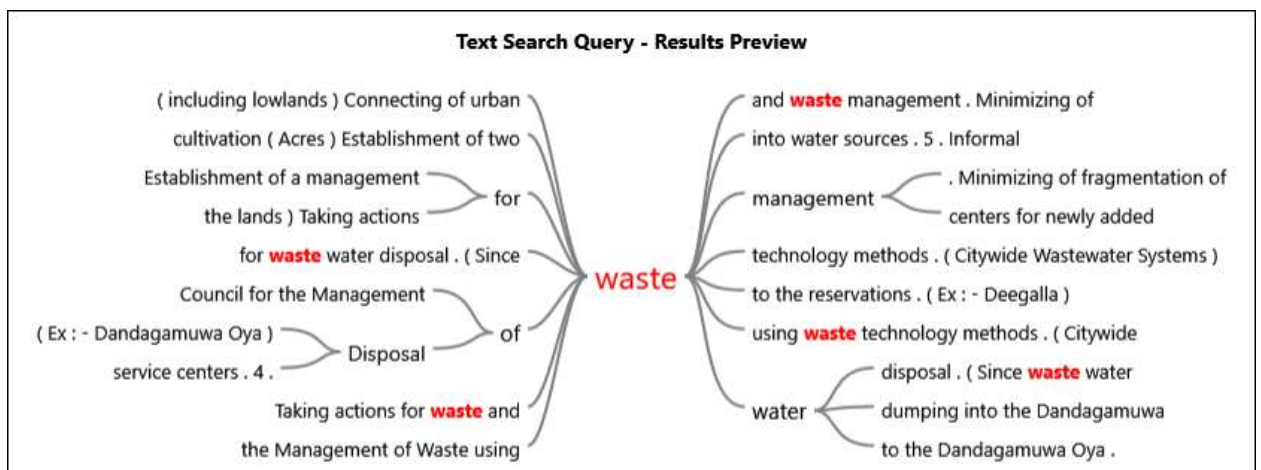 Text Search Query - Results Preview
( including lowlands ) Connecting of urban
cultivation ( Acres ) Establishment of two
Establishment of a management
the lands ) Taking actions
for
for waste water disposal . ( Since
Council for the Management
( Ex : - Dandagamuwa Oya )
service centers . 4 .
Disposal
of
Taking actions for waste and
the Management of Waste using
waste
and waste management . Minimizing of
into water sources . 5 . Informal
management
. Minimizing of fragmentation of
centers for newly added
technology methods . ( Citywide Wastewater Systems )
to the reservations . ( Ex : - Deegalla )
using waste technology methods . ( Citywide
water
disposal . ( Since waste water
dumping into the Dandagamuwa
to the Dandagamuwa Oya .